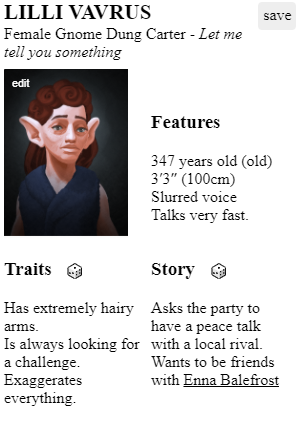 LILLI VAVRUS
save
Female Gnome Dung Carter - Let me
tell you something
edit
Features
347 years old (old)
3′3″ (100cm)
Slurred voice
Talks very fast.
Traits
Has extremely hairy
arms.
Is always looking for
a challenge.
Exaggerates
everything.
Story
Asks the party to
have a peace talk
with a local rival.
Wants to be friends
with Enna Balefrost